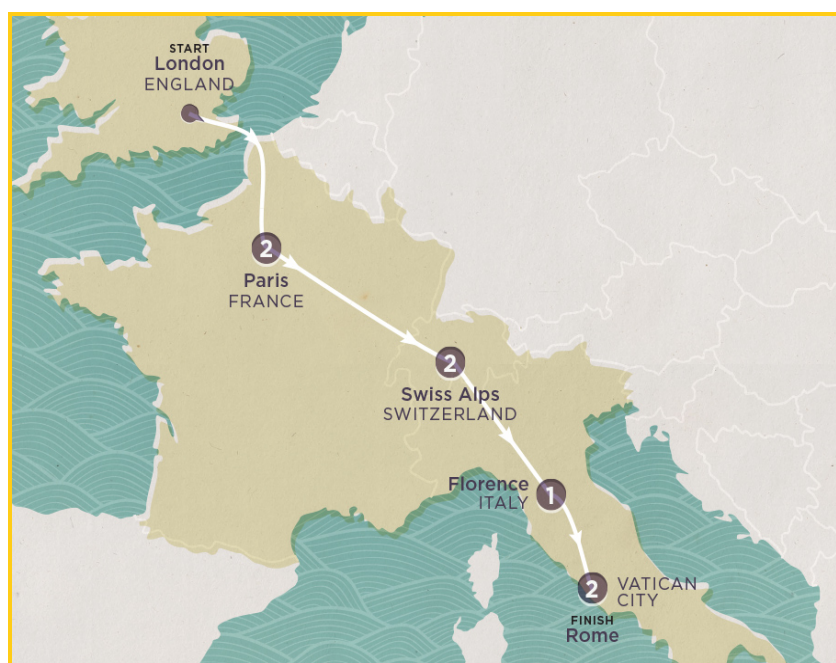 START
London
ENGLAND
2
Paris
FRANCE
2
Swiss Alps
SWITZERLAND
Florence
ITALY
1
2
VATICAN
CITY
FINISH
Rome